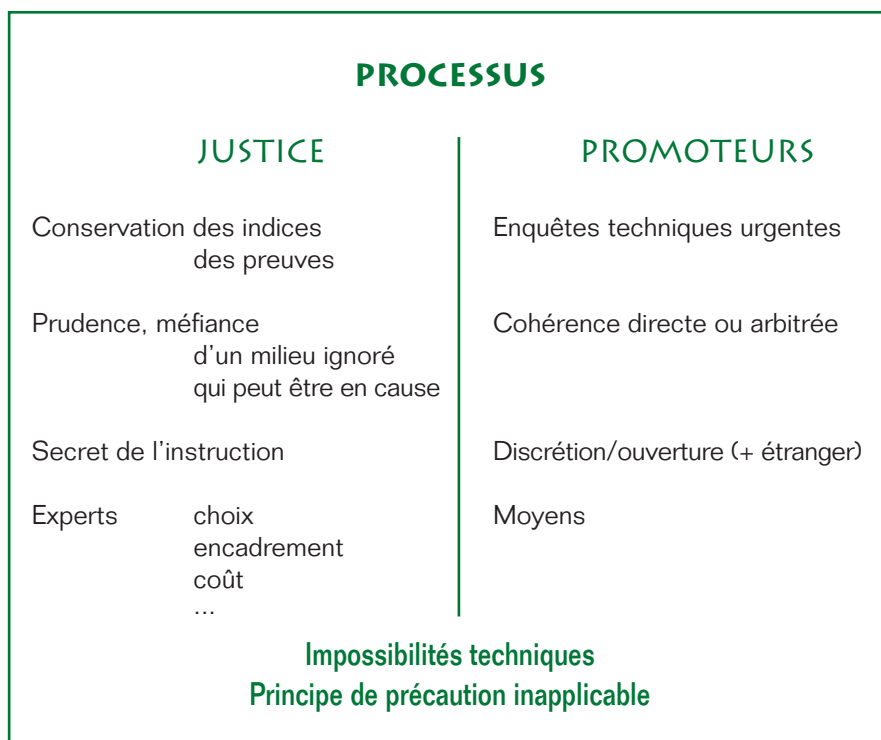 PROCESSUS
JUSTICE
PROMOTEURS
Conservation des indices
des preuves
Enquêtes techniques urgentes
Prudence, méfiance
d'un milieu ignoré
qui peut être en cause
Cohérence directe ou arbitrée
Secret de l'instruction
Discrétion/ouverture (+ étranger)
Experts choix
encadrement
coût
...
Moyens
Impossibilités techniques
Principe de précaution inapplicable